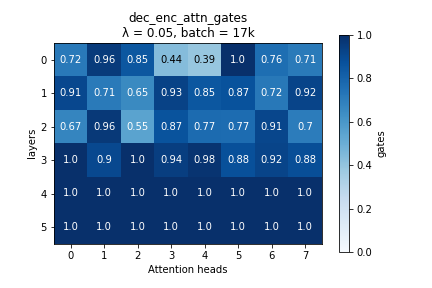 dec_enc_attn_gates
λ = 0.05, batch = 17k
0 0.72 0.96 0.85 0.44 0.39 1.0 0.76 0.71
1 0.91 0.71 0.65 0.93 0.85 0.87 0.72 0.92
2 0.67 0.96 0.55 0.87 0.77 0.77 0.91 0.7
3 1.0 0.9 1.0 0.94 0.98 0.88 0.92 0.88
4 1.0 1.0 1.0 1.0 1.0 1.0 1.0 1.0
5 1.0 1.0 1.0 1.0 1.0 1.0 1.0 1.0
0 1 2 3 4 5 6 7
Attention heads
layers
1.0
0.8
0.6
0.4
0.2
0.0
gates